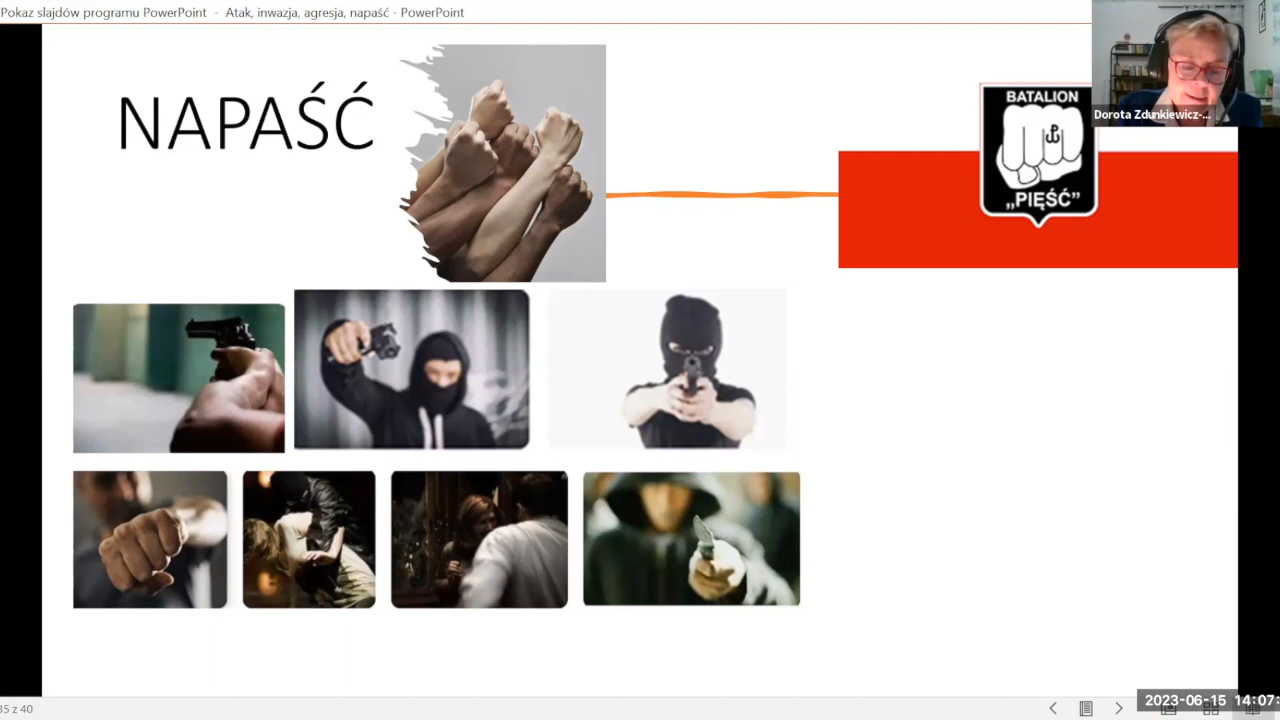 Pokaz slajdów programu PowerPoint - Atak, inwazja, agresja, napaść - PowerPoint
NAPAŚĆ
BATALION
„PIĘŚĆ”
Dorota Zdunkiewicz-...
35 z 40
2023-06-15 14:07: